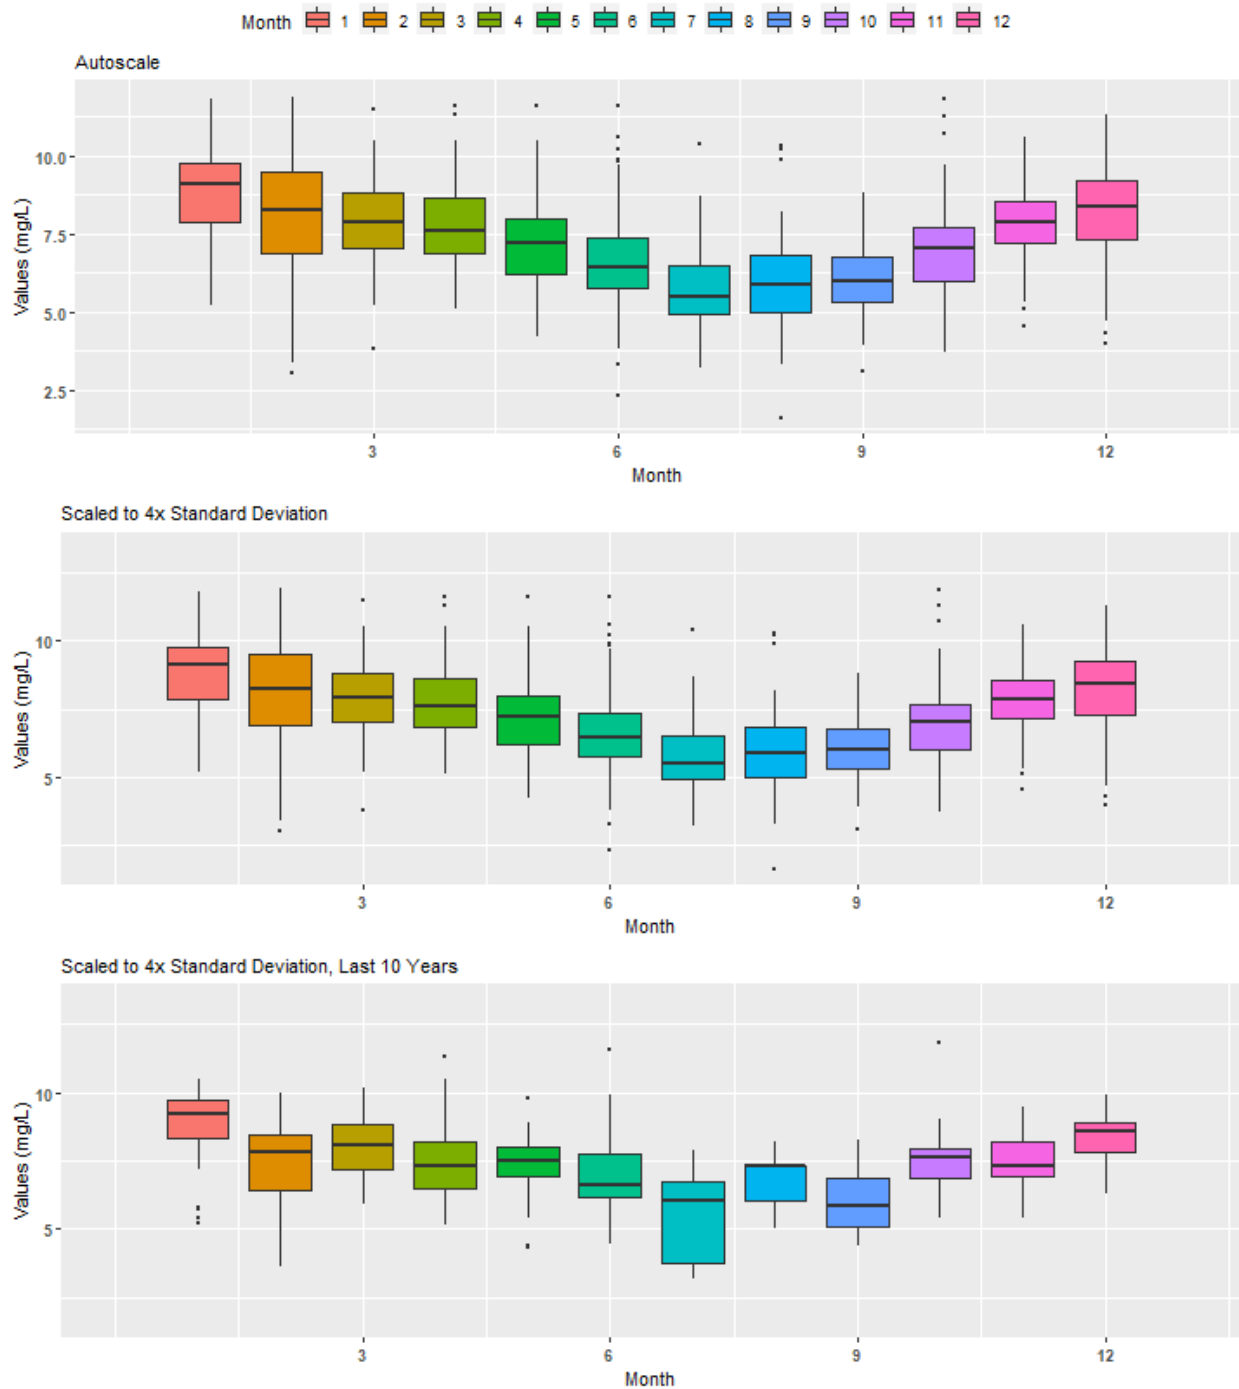 Month 1 2 3 4 5 6 7 8 9 10 11 12
Autoscale
Values (mg/L)
10.0
7.5
5.0
2.5
3 6 9 12
Month
Scaled to 4x Standard Deviation
Values (mg/L)
10
5
3 6 9 12
Month
Scaled to 4x Standard Deviation, Last 10 Years
Values (mg/L)
10
5
3 6 9 12
Month